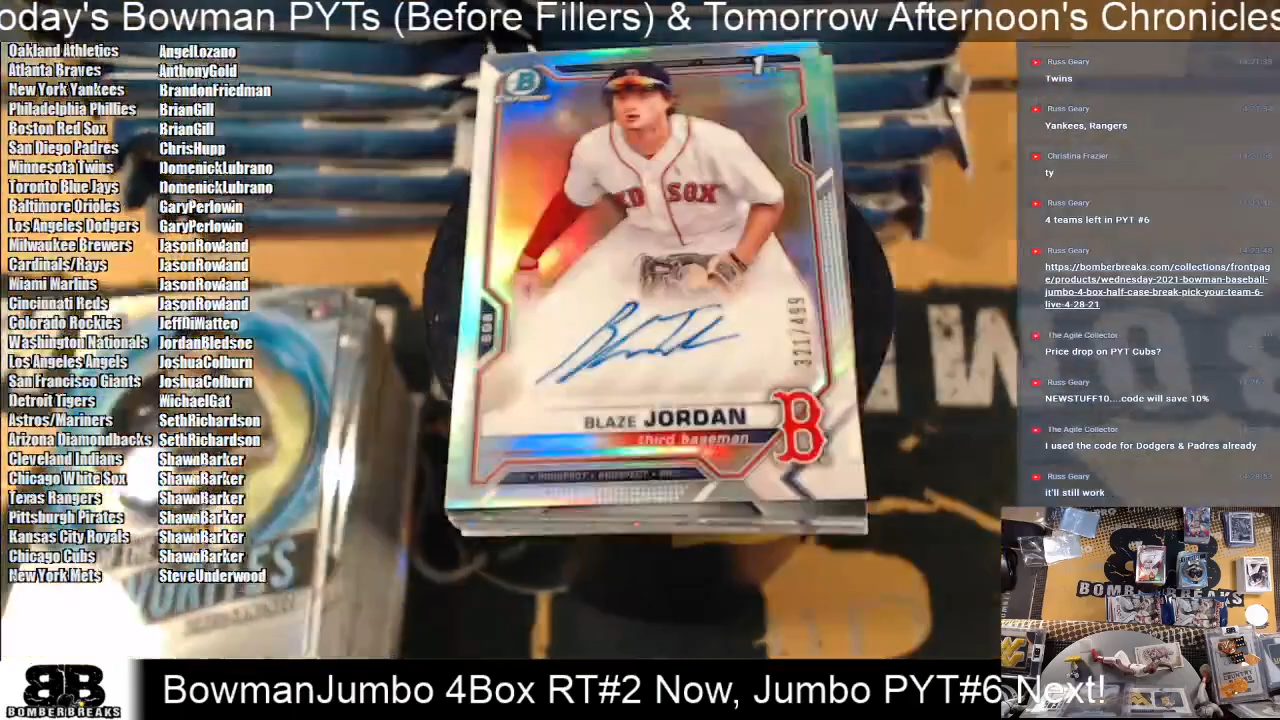 oday's Bowman PYTs (Before Fillers) & Tomorrow Afternoon's Chronicles
Oakland Athletics AngelLozano
Atlanta Braves AnthonyGold
New York Yankees BrandonFriedman
Philadelphia Phillies BrianGill
Boston Red Sox BrianGill
San Diego Padres ChrisHupp
Minnesota Twins DomenickLubrano
Toronto Blue Jays DomenickLubrano
Baltimore Orioles GaryPerlowin
Los Angeles Dodgers GaryPerlowin
Milwaukee Brewers JasonRowland
Cardinals/Rays JasonRowland
Miami Marlins JasonRowland
Cincinnati Reds JasonRowland
Colorado Rockies JeffDiMatteo
Washington Nationals JordanBledsoe
Los Angeles Angels JoshuaColburn
San Francisco Giants JoshuaColburn
Detroit Tigers MichaelGat
Astros/Mariners SethRichardson
Arizona Diamondbacks SethRichardson
Cleveland Indians ShawnBarker
Chicago White Sox ShawnBarker
Texas Rangers ShawnBarker
Pittsburgh Pirates ShawnBarker
Kansas City Royals ShawnBarker
Chicago Cubs ShawnBarker
New York Mets SteveUnderwood
B
1st
RED SOX
BOS
321/499
BLAZE JORDAN
third baseman
B
Russ Geary
Twins
Russ Geary
Yankees, Rangers
Christina Frazier
ty
Russ Geary
4 teams left in PYT #6
Russ Geary
https://bomberbreaks.com/collections/frontpag
e/products/wednesday-2021-bowman-baseball-
jumbo-4-box-half-case-break-pick-your-team-6-
live-4-28-21
The Agile Collector
Price drop on PYT Cubs?
Russ Geary
NEWSTUFF10....code will save 10%
The Agile Collector
I used the code for Dodgers & Padres already
Russ Geary
it'll still work
BOMBERBREAKS
BB
BOMBERBREAKS
BowmanJumbo 4Box RT#2 Now, Jumbo PYT#6 Next!